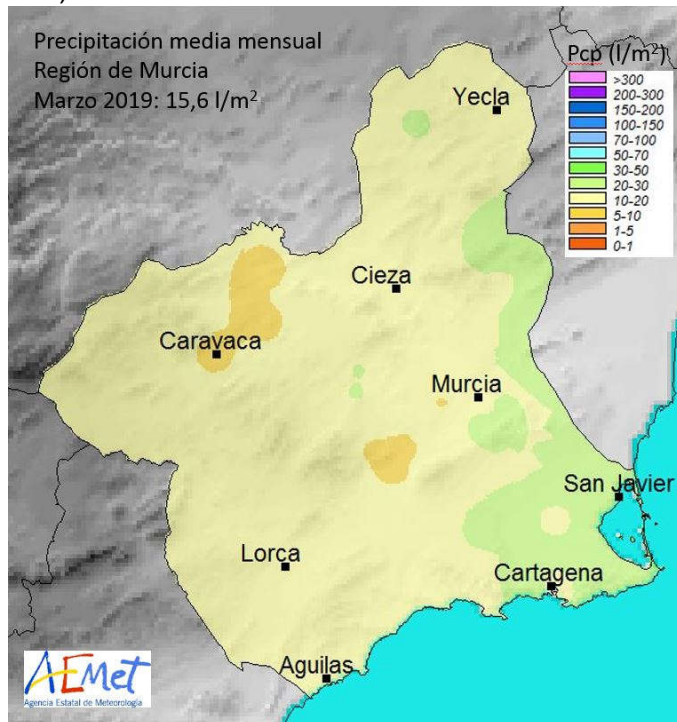 Precipitación media mensual
Región de Murcia
Marzo 2019: 15,6 l/m²
Pcp (l/m²)
>300
200-300
150-200
100-150
70-100
50-70
30-50
20-30
10-20
5-10
1-5
0-1
Yecla
Cieza
Caravaca
Murcia
San Javier
Lorca
Cartagena
Aguilas
AEMet
Agencia Estatal de Meteorología